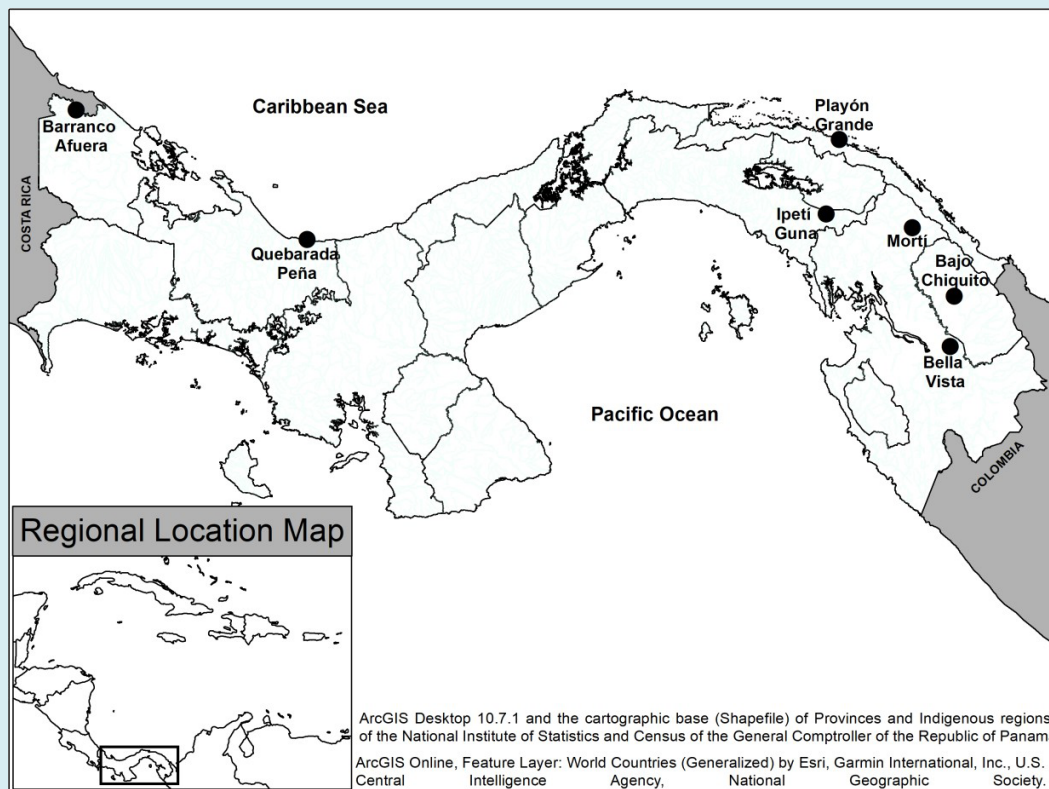 Caribbean Sea
Barranco
Afuera
COSTA RICA
Quebarada
Peña
Playón
Grande
Ipetí
Guna
Mortí
Bajo
Chiquito
Bella
Vista
Pacific Ocean
COLOMBIA
Regional Location Map
ArcGIS Desktop 10.7.1 and the cartographic base (Shapefile) of Provinces and Indigenous regions
of the National Institute of Statistics and Census of the General Comptroller of the Republic of Panam
ArcGIS Online, Feature Layer: World Countries (Generalized) by Esri, Garmin International, Inc., U.S.
Central Intelligence Agency, National Geographic Society.